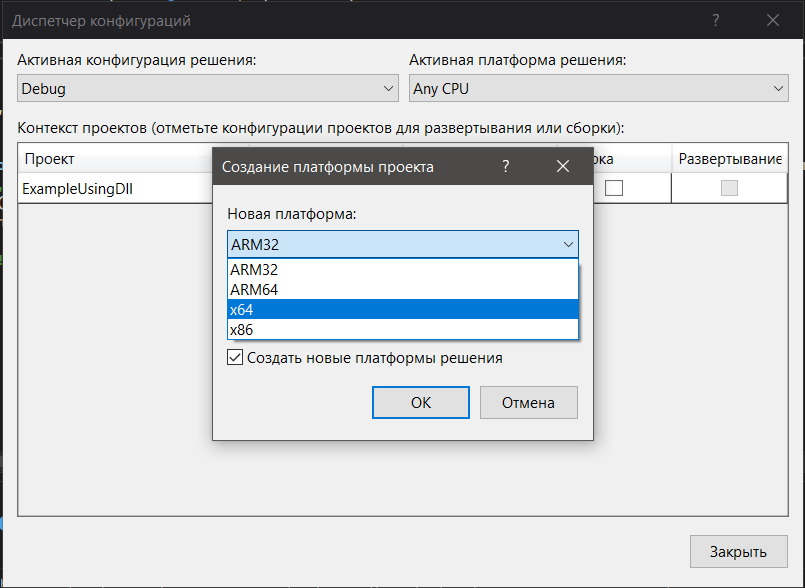 Диспетчер конфигураций
?
Активная конфигурация решения:
Активная платформа решения:
Debug
Any CPU
Контекст проектов (отметьте конфигурации проектов для развертывания или сборки):
Проект
Развертывание
ExampleUsingDll
Создание платформы проекта
?
Новая платформа:
ARM32
ARM32
ARM64
x64
x86
Создать новые платформы решения
OK
Отмена
Закрыть